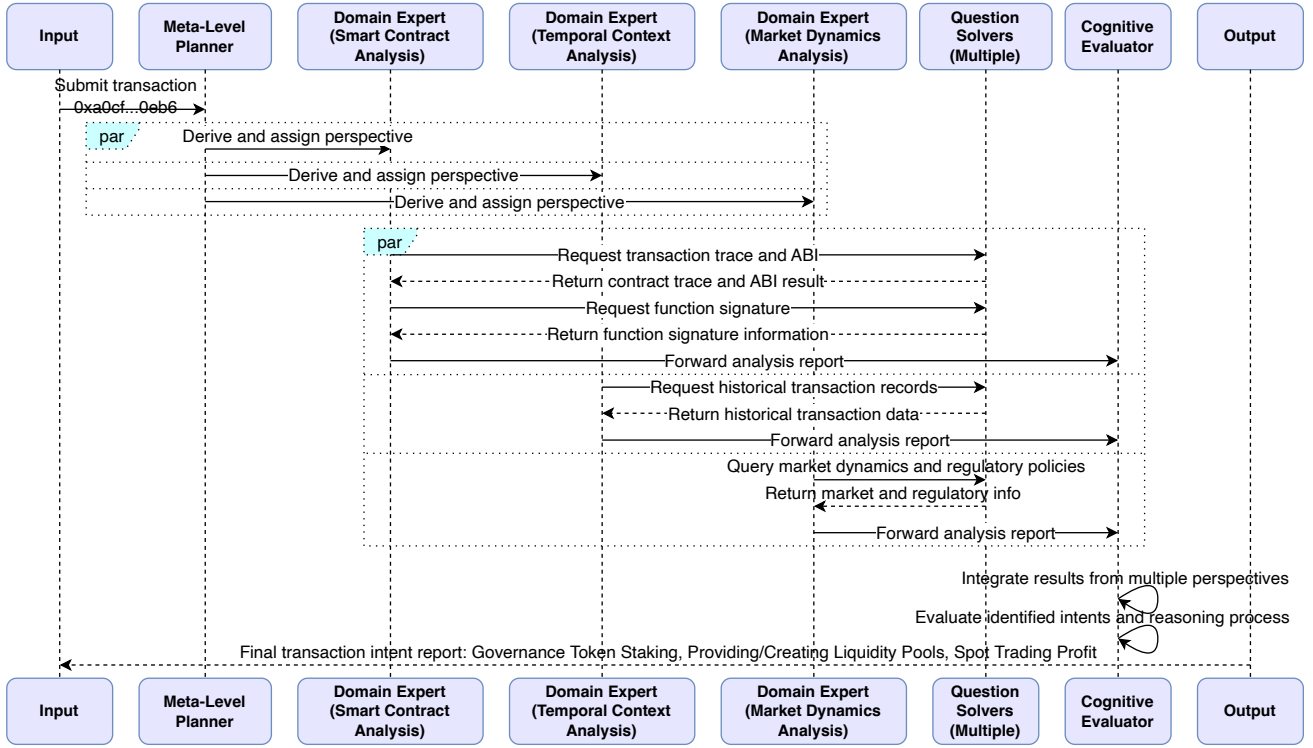 Input
Meta-Level
Planner
Domain Expert
(Smart Contract
Analysis)
Domain Expert
(Temporal Context
Analysis)
Domain Expert
(Market Dynamics
Analysis)
Question
Solvers
(Multiple)
Cognitive
Evaluator
Output
Submit transaction
0xa0cf...0eb6
par
Derive and assign perspective
Derive and assign perspective
Derive and assign perspective
par
Request transaction trace and ABI
Return contract trace and ABI result
Request function signature
Return function signature information
Forward analysis report
Request historical transaction records
Return historical transaction data
Forward analysis report
Query market dynamics and regulatory policies
Return market and regulatory info
Forward analysis report
Integrate results from multiple perspectives
Evaluate identified intents and reasoning process
Final transaction intent report: Governance Token Staking, Providing/Creating Liquidity Pools, Spot Trading Profit
Input
Meta-Level
Planner
Domain Expert
(Smart Contract
Analysis)
Domain Expert
(Temporal Context
Analysis)
Domain Expert
(Market Dynamics
Analysis)
Question
Solvers
(Multiple)
Cognitive
Evaluator
Output